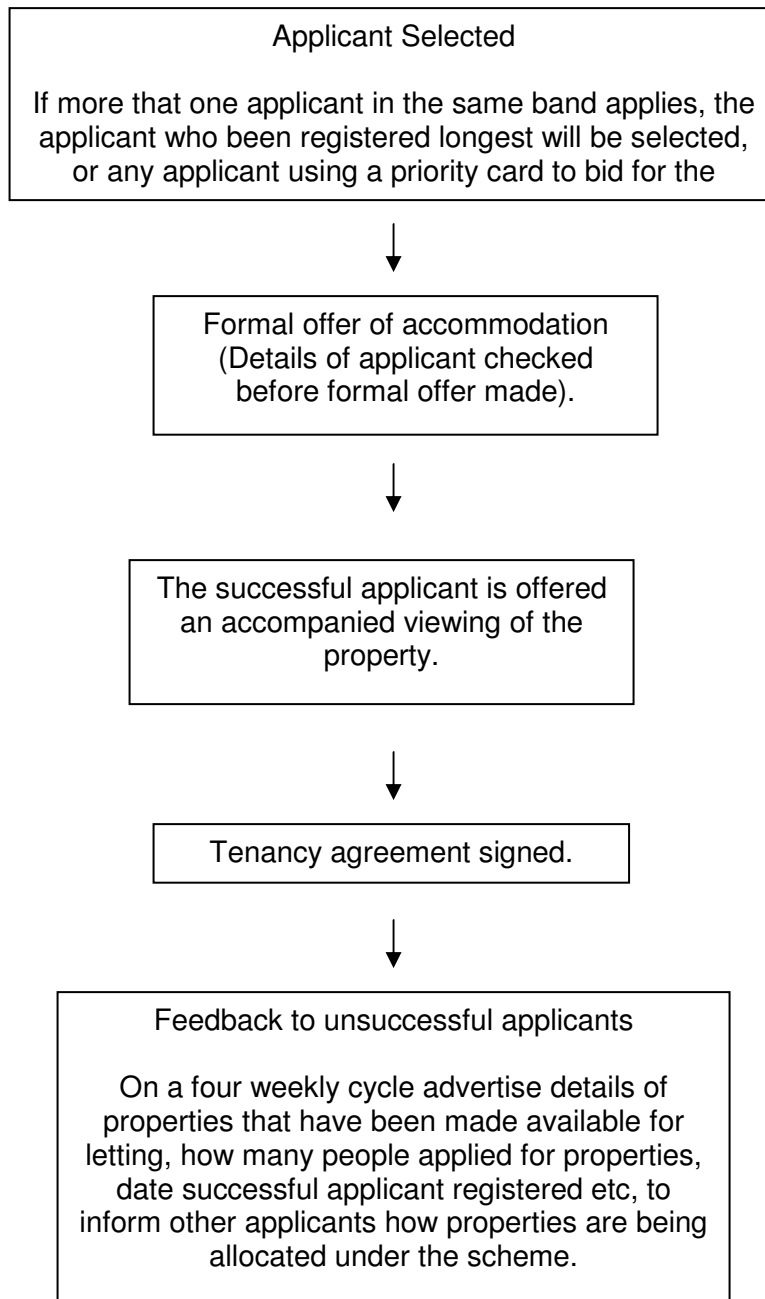 Applicant Selected
If more that one applicant in the same band applies, the
applicant who been registered longest will be selected,
or any applicant using a priority card to bid for the
Formal offer of accommodation
(Details of applicant checked
before formal offer made).
The successful applicant is offered
an accompanied viewing of the
property.
Tenancy agreement signed.
Feedback to unsuccessful applicants
On a four weekly cycle advertise details of
properties that have been made available for
letting, how many people applied for properties,
date successful applicant registered etc, to
inform other applicants how properties are being
allocated under the scheme.